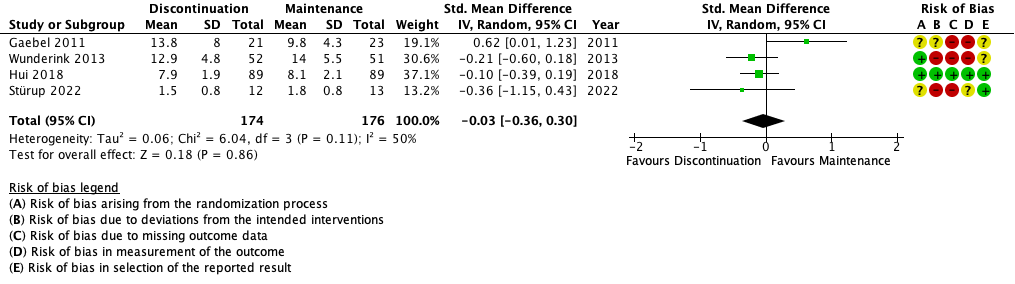 Discontinuation Maintenance Std. Mean Difference Std. Mean Difference Risk of Bias
Study or Subgroup Mean SD Total Mean SD Total Weight IV, Random, 95% CI Year IV, Random, 95% CI A B C D E
Gaebel 2011 13.8 8 21 9.8 4.3 23 19.1% 0.62 [0.01, 1.23] 2011 ? ? - - ?
Wunderink 2013 12.9 4.8 52 14 5.5 51 30.6% -0.21 [-0.60, 0.18] 2013 + - - - ?
Hui 2018 7.9 1.9 89 8.1 2.1 89 37.1% -0.10 [-0.39, 0.19] 2018 + + + + +
Stürup 2022 1.5 0.8 12 1.8 0.8 13 13.2% -0.36 [-1.15, 0.43] 2022 ? - - ? +
Total (95% CI) 174 176 100.0% -0.03 [-0.36, 0.30]
Heterogeneity: Tau² = 0.06; Chi² = 6.04, df = 3 (P = 0.11); I² = 50%
Test for overall effect: Z = 0.18 (P = 0.86)
-2 -1 0 1 2
Favours Discontinuation Favours Maintenance
Risk of bias legend
(A) Risk of bias arising from the randomization process
(B) Risk of bias due to deviations from the intended interventions
(C) Risk of bias due to missing outcome data
(D) Risk of bias in measurement of the outcome
(E) Risk of bias in selection of the reported result